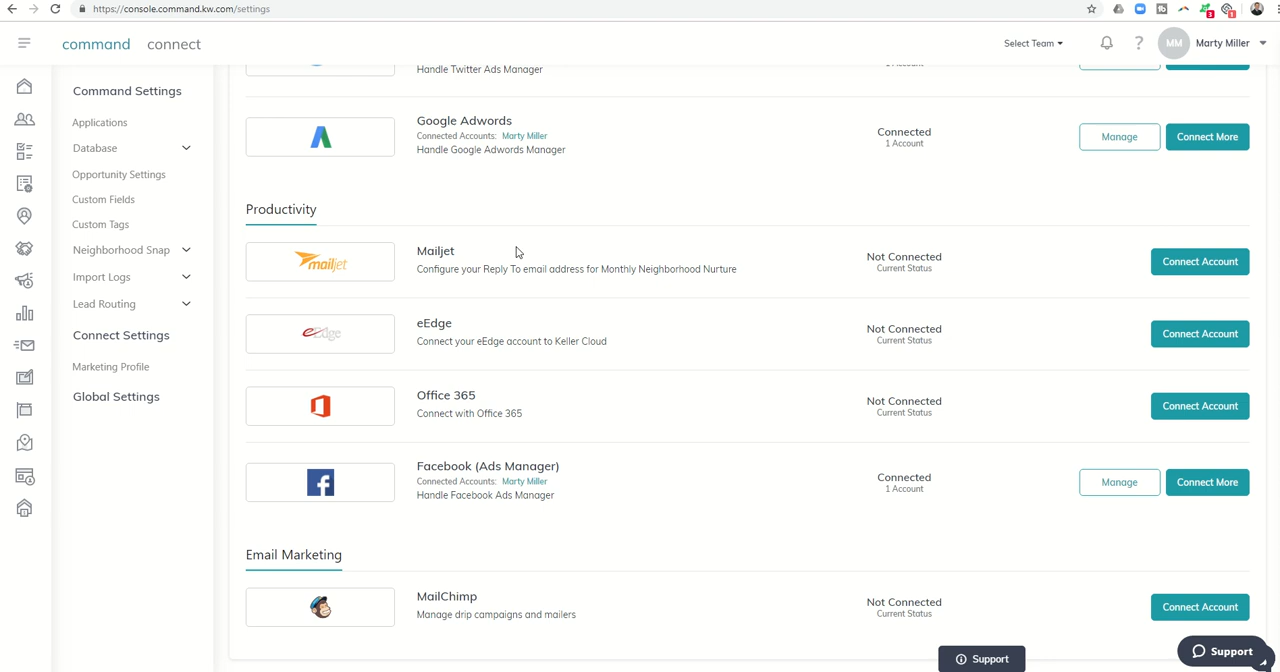 https://console.command.kw.com/settings
3
1
command connect
Select Team
MM
Marty Miller
Command Settings
Applications
Database
Opportunity Settings
Custom Fields
Custom Tags
Neighborhood Snap
Import Logs
Lead Routing
Connect Settings
Marketing Profile
Global Settings
Handle Twitter Ads Manager
1 Account
Google Adwords
Connected Accounts: Marty Miller
Handle Google Adwords Manager
Connected
1 Account
Manage
Connect More
Productivity
mailjet
Mailjet
Configure your Reply To email address for Monthly Neighborhood Nurture
Not Connected
Current Status
Connect Account
eEdge
eEdge
Connect your eEdge account to Keller Cloud
Not Connected
Current Status
Connect Account
Office 365
Connect with Office 365
Not Connected
Current Status
Connect Account
Facebook (Ads Manager)
Connected Accounts: Marty Miller
Handle Facebook Ads Manager
Connected
1 Account
Manage
Connect More
Email Marketing
MailChimp
Manage drip campaigns and mailers
Not Connected
Current Status
Connect Account
Support
Support